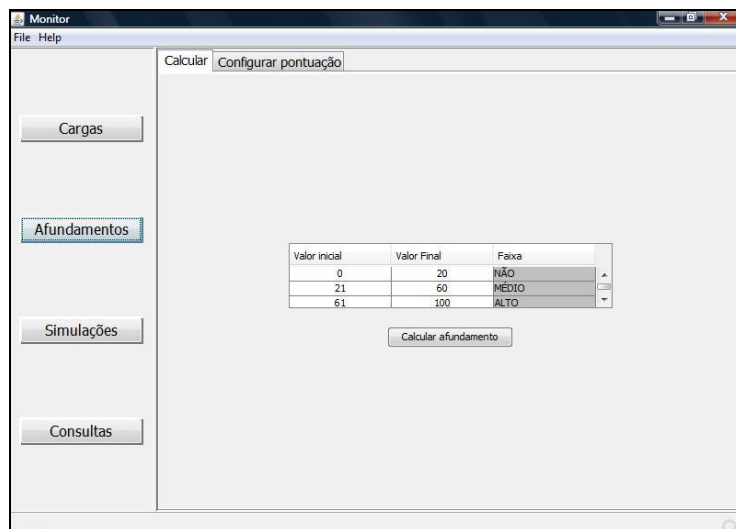 Monitor
File Help
Calcular Configurar pontuação
Cargas
Afundamentos
Simulações
Consultas
Valor inicial Valor Final Faixa
0 20 NÃO
21 60 MÉDIO
61 100 ALTO
Calcular afundamento